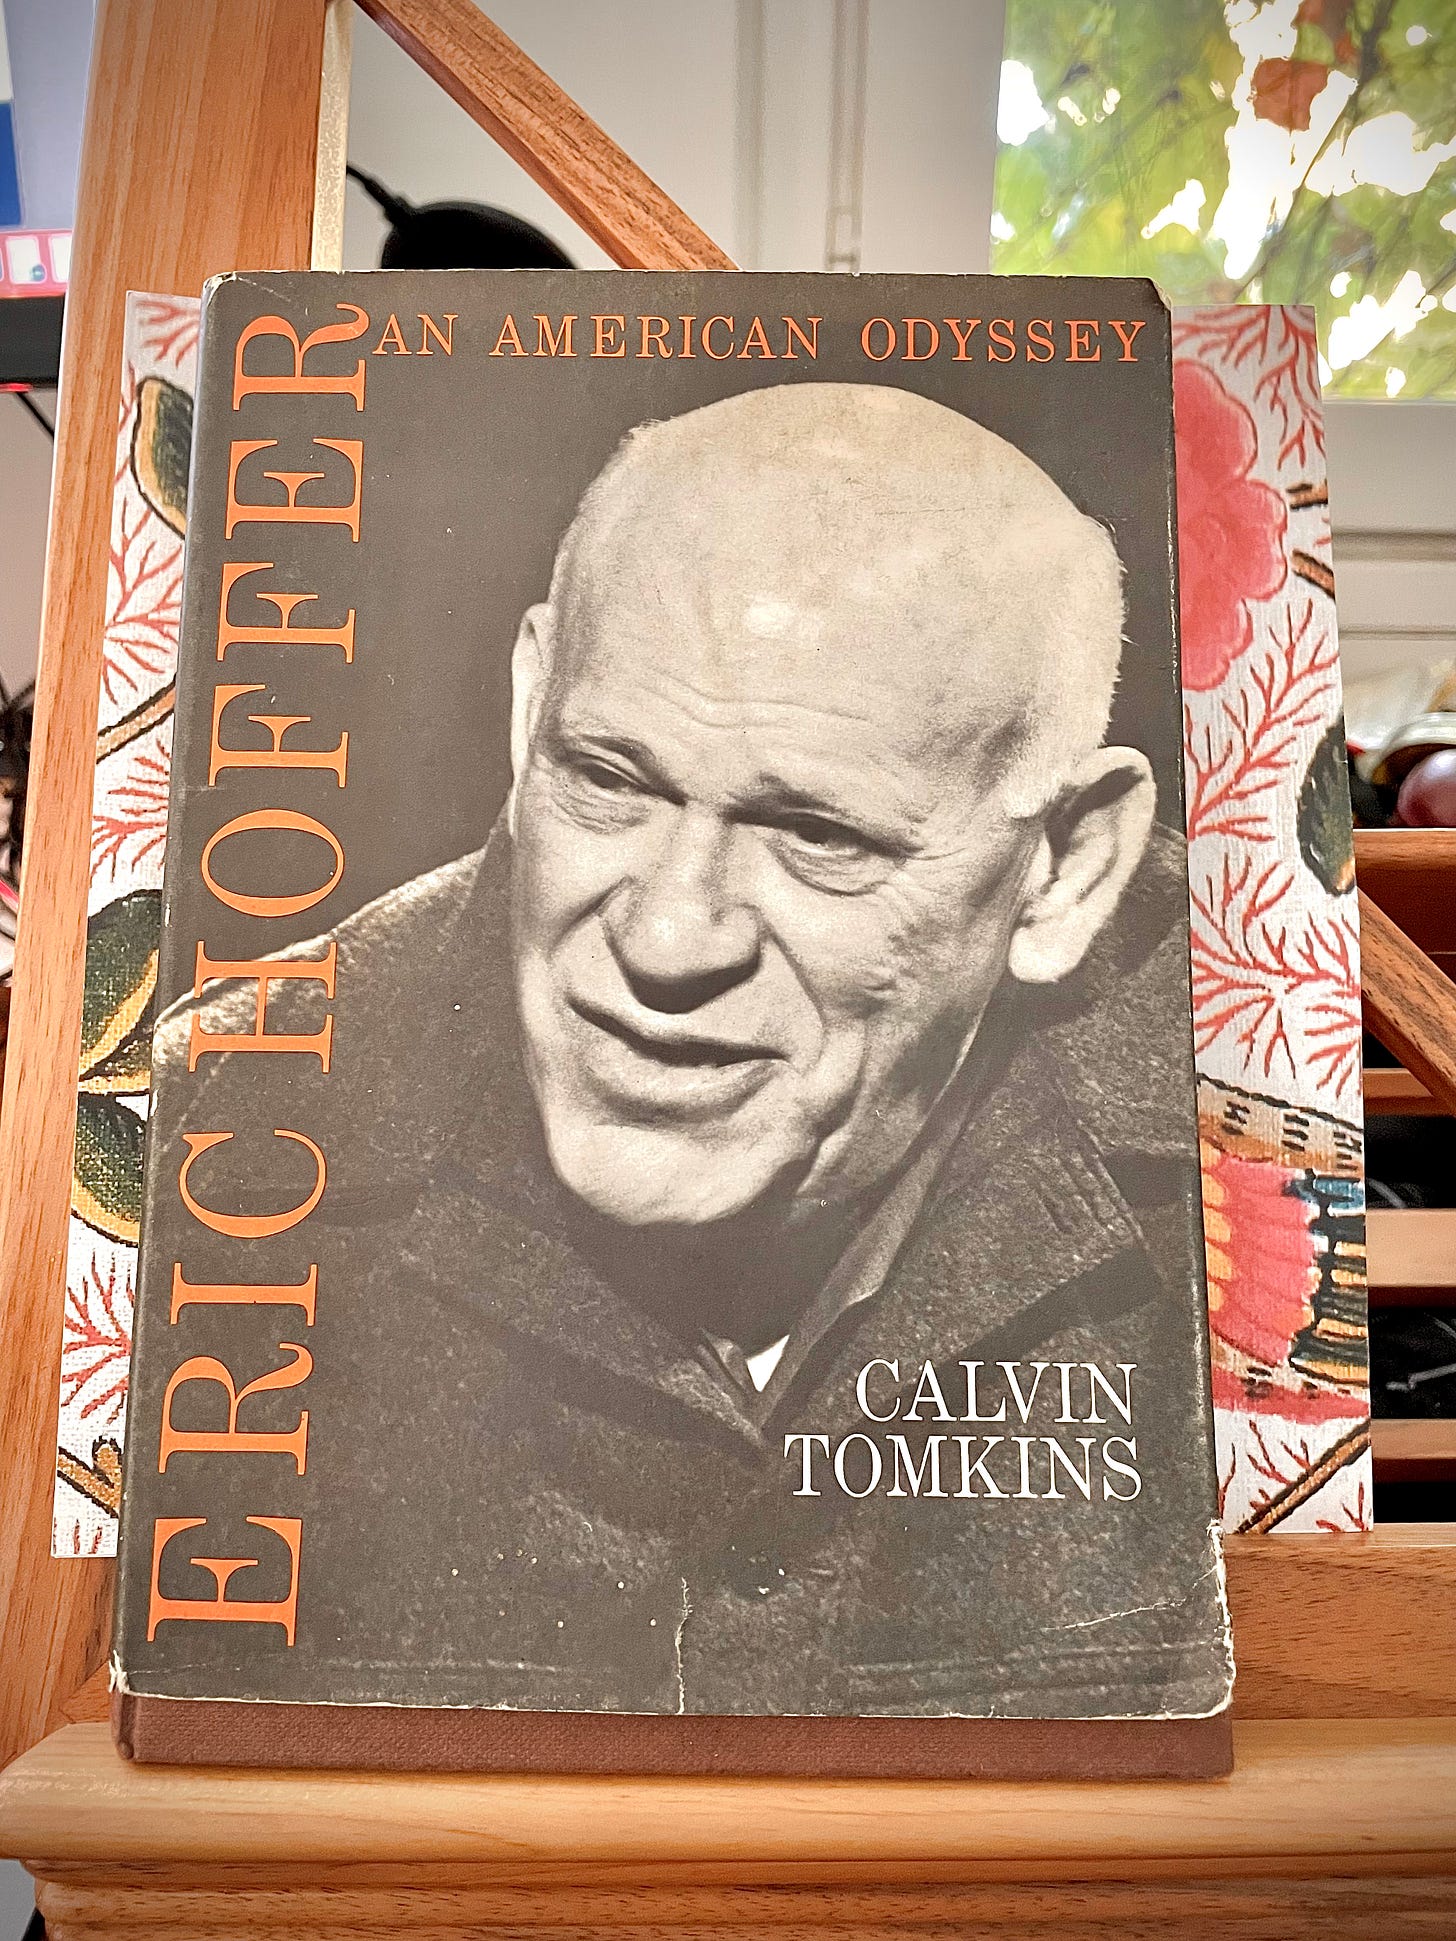 ERIC HOFFER
AN AMERICAN ODYSSEY
CALVIN
TOMKINS